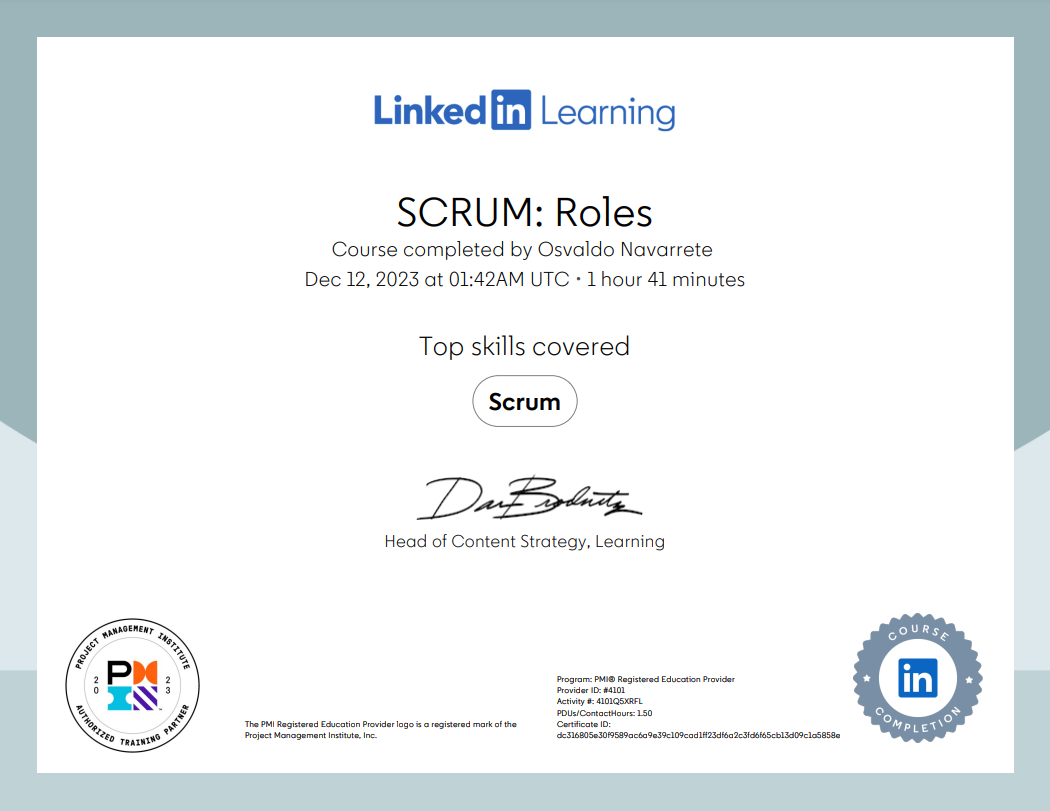 Linked in Learning
SCRUM: Roles
Course completed by Osvaldo Navarrete
Dec 12, 2023 at 01:42AM UTC • 1 hour 41 minutes
Top skills covered
Scrum
Head of Content Strategy, Learning
PROJECT MANAGEMENT INSTITUTE
PMI
20 23
AUTHORIZED TRAINING PARTNER
The PMI Registered Education Provider logo is a registered mark of the
Project Management Institute, Inc.
Program: PMI® Registered Education Provider
Provider ID: #4101
Activity #: 4101Q5XRFL
PDUs/ContactHours: 1.50
Certificate ID:
dc316805e30f9589ac6a9e39c109cad1ff23df6a2c3fd6f65cb13d09c1a5858e
COURSE
in
COMPLETION